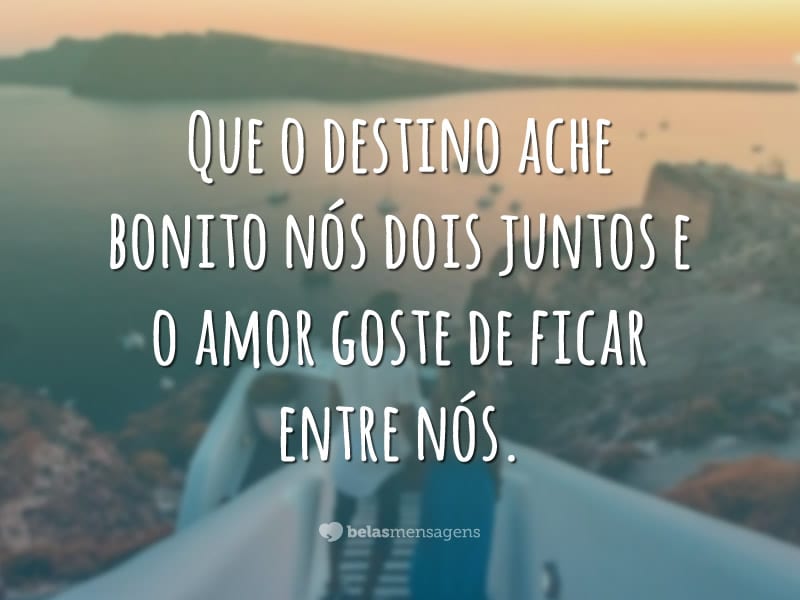 Que o destino ache
bonito nós dois juntos e
o amor goste de ficar
entre nós.
belasmensagens